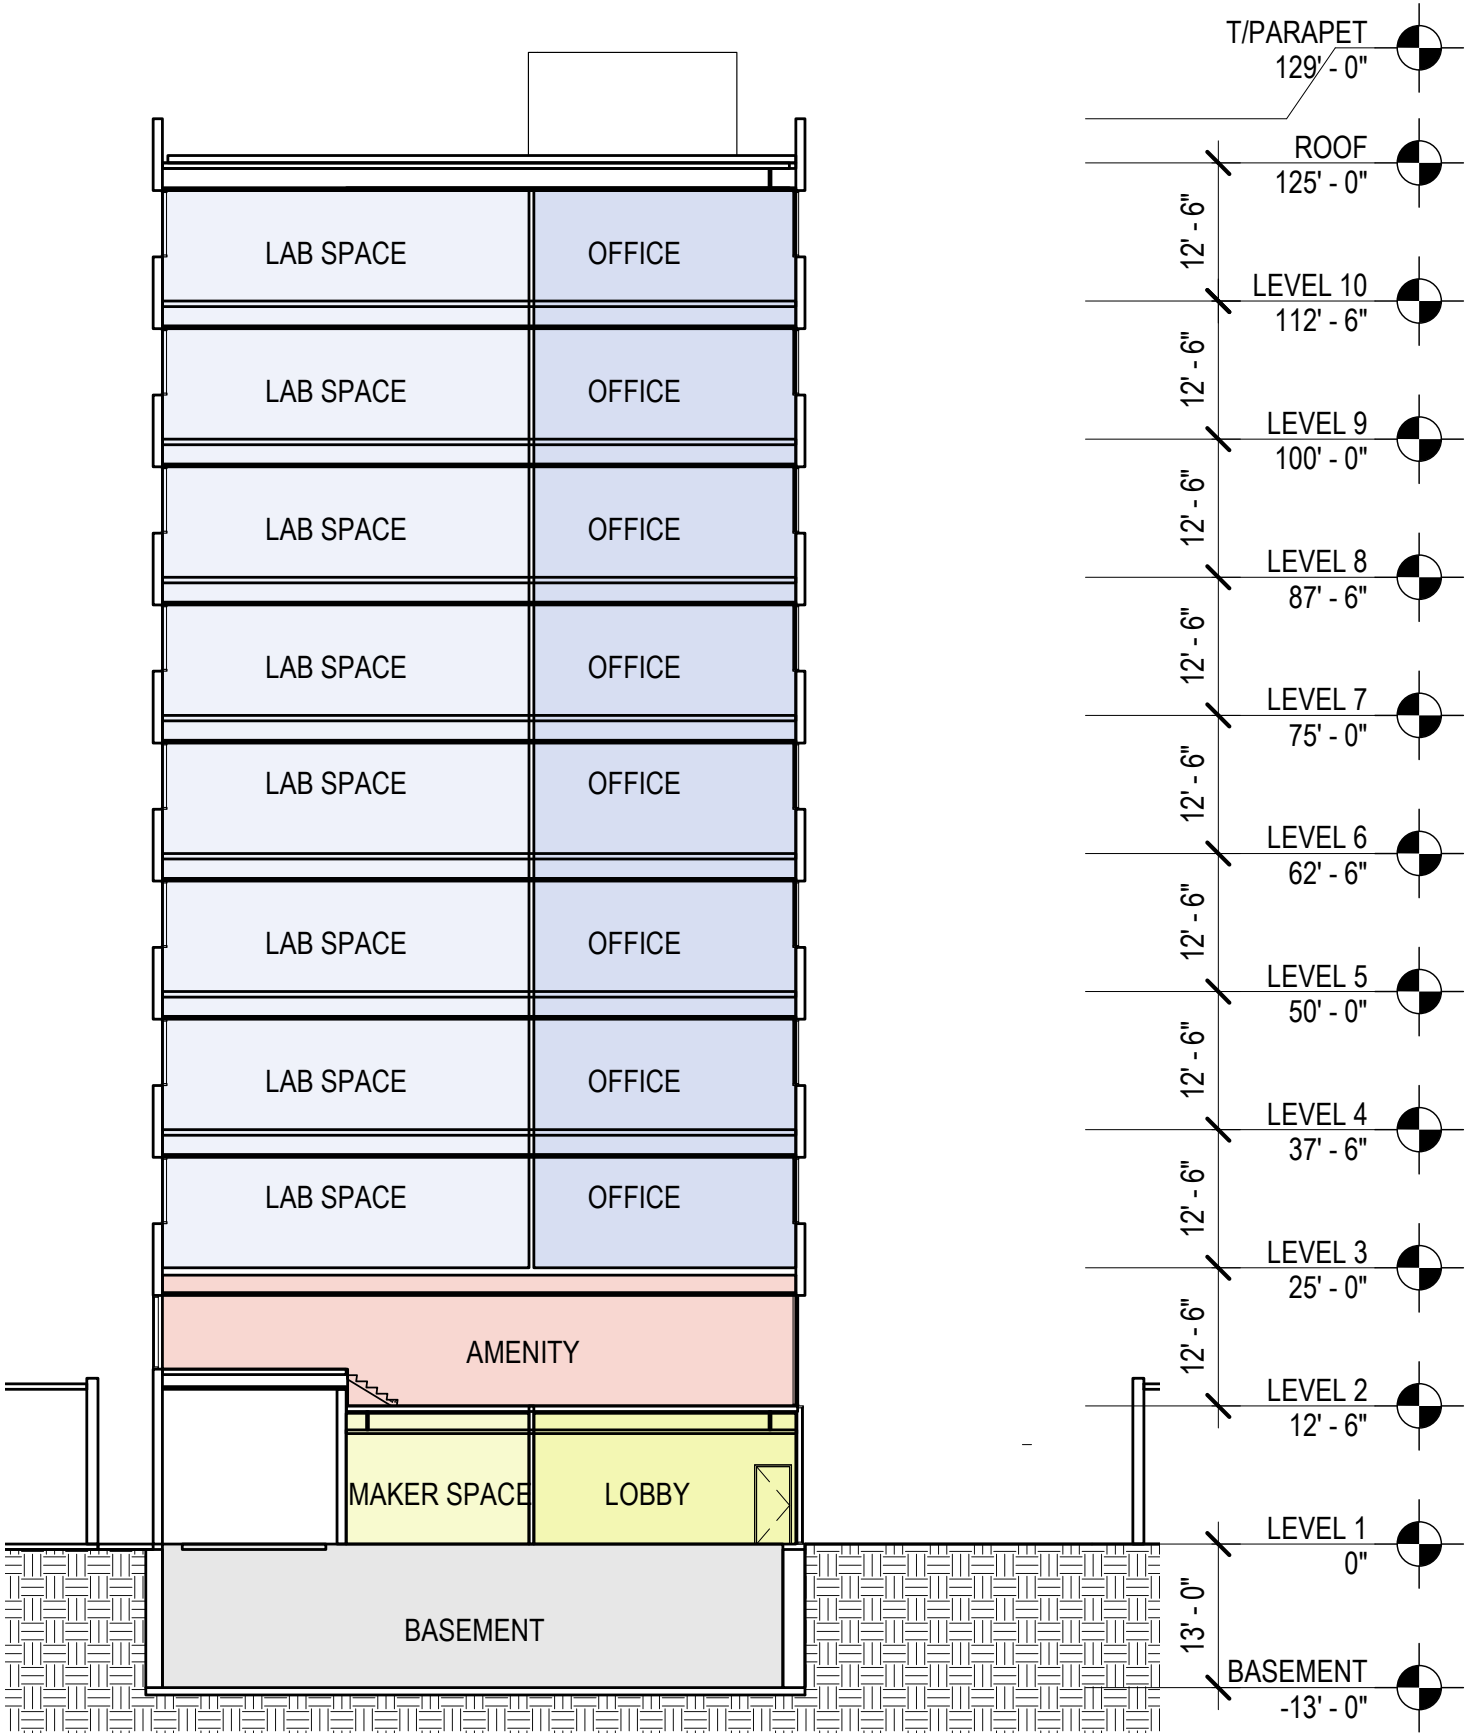 T/PARAPET
129' - 0"
ROOF
125' - 0"
12' - 6"
LAB SPACE OFFICE
LEVEL 10
112' - 6"
12' - 6"
LAB SPACE OFFICE
LEVEL 9
100' - 0"
12' - 6"
LAB SPACE OFFICE
LEVEL 8
87' - 6"
12' - 6"
LAB SPACE OFFICE
LEVEL 7
75' - 0"
12' - 6"
LAB SPACE OFFICE
LEVEL 6
62' - 6"
12' - 6"
LAB SPACE OFFICE
LEVEL 5
50' - 0"
12' - 6"
LAB SPACE OFFICE
LEVEL 4
37' - 6"
12' - 6"
LAB SPACE OFFICE
LEVEL 3
25' - 0"
12' - 6"
AMENITY
LEVEL 2
12' - 6"
MAKER SPACE LOBBY
LEVEL 1
0"
13' - 0"
BASEMENT
BASEMENT
-13' - 0"